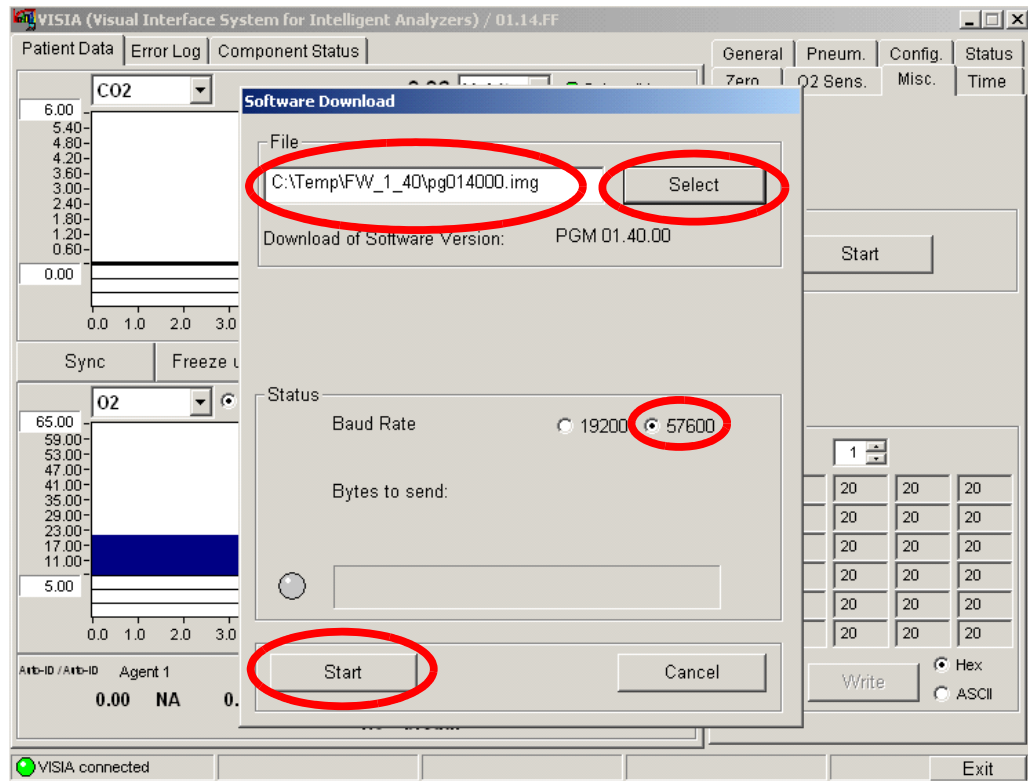 VISIA (Visual Interface System for Intelligent Analyzers) / 01.14.FF
Patient Data Error Log Component Status
General Pneum. Config. Status
Zero O2 Sens. Misc. Time
CO2
6.00
5.40
4.80
4.20
3.60
3.00
2.40
1.80
1.20
0.60
0.00
0.0 1.0 2.0 3.0
Sync Freeze
O2
65.00
59.00
53.00
47.00
41.00
35.00
29.00
23.00
17.00
11.00
5.00
0.0 1.0 2.0 3.0
Auto-ID / Auto-ID Agent 1
0.00 NA 0.
Software Download
File
C:\Temp\FW_1_40\pg014000.img Select
Download of Software Version: PGM 01.40.00
Status
Baud Rate 19200 57600
Bytes to send:
Start Cancel
Start
1
20 20 20
20 20 20
20 20 20
20 20 20
20 20 20
20 20 20
Write Hex
ASCII
VISIA connected Exit